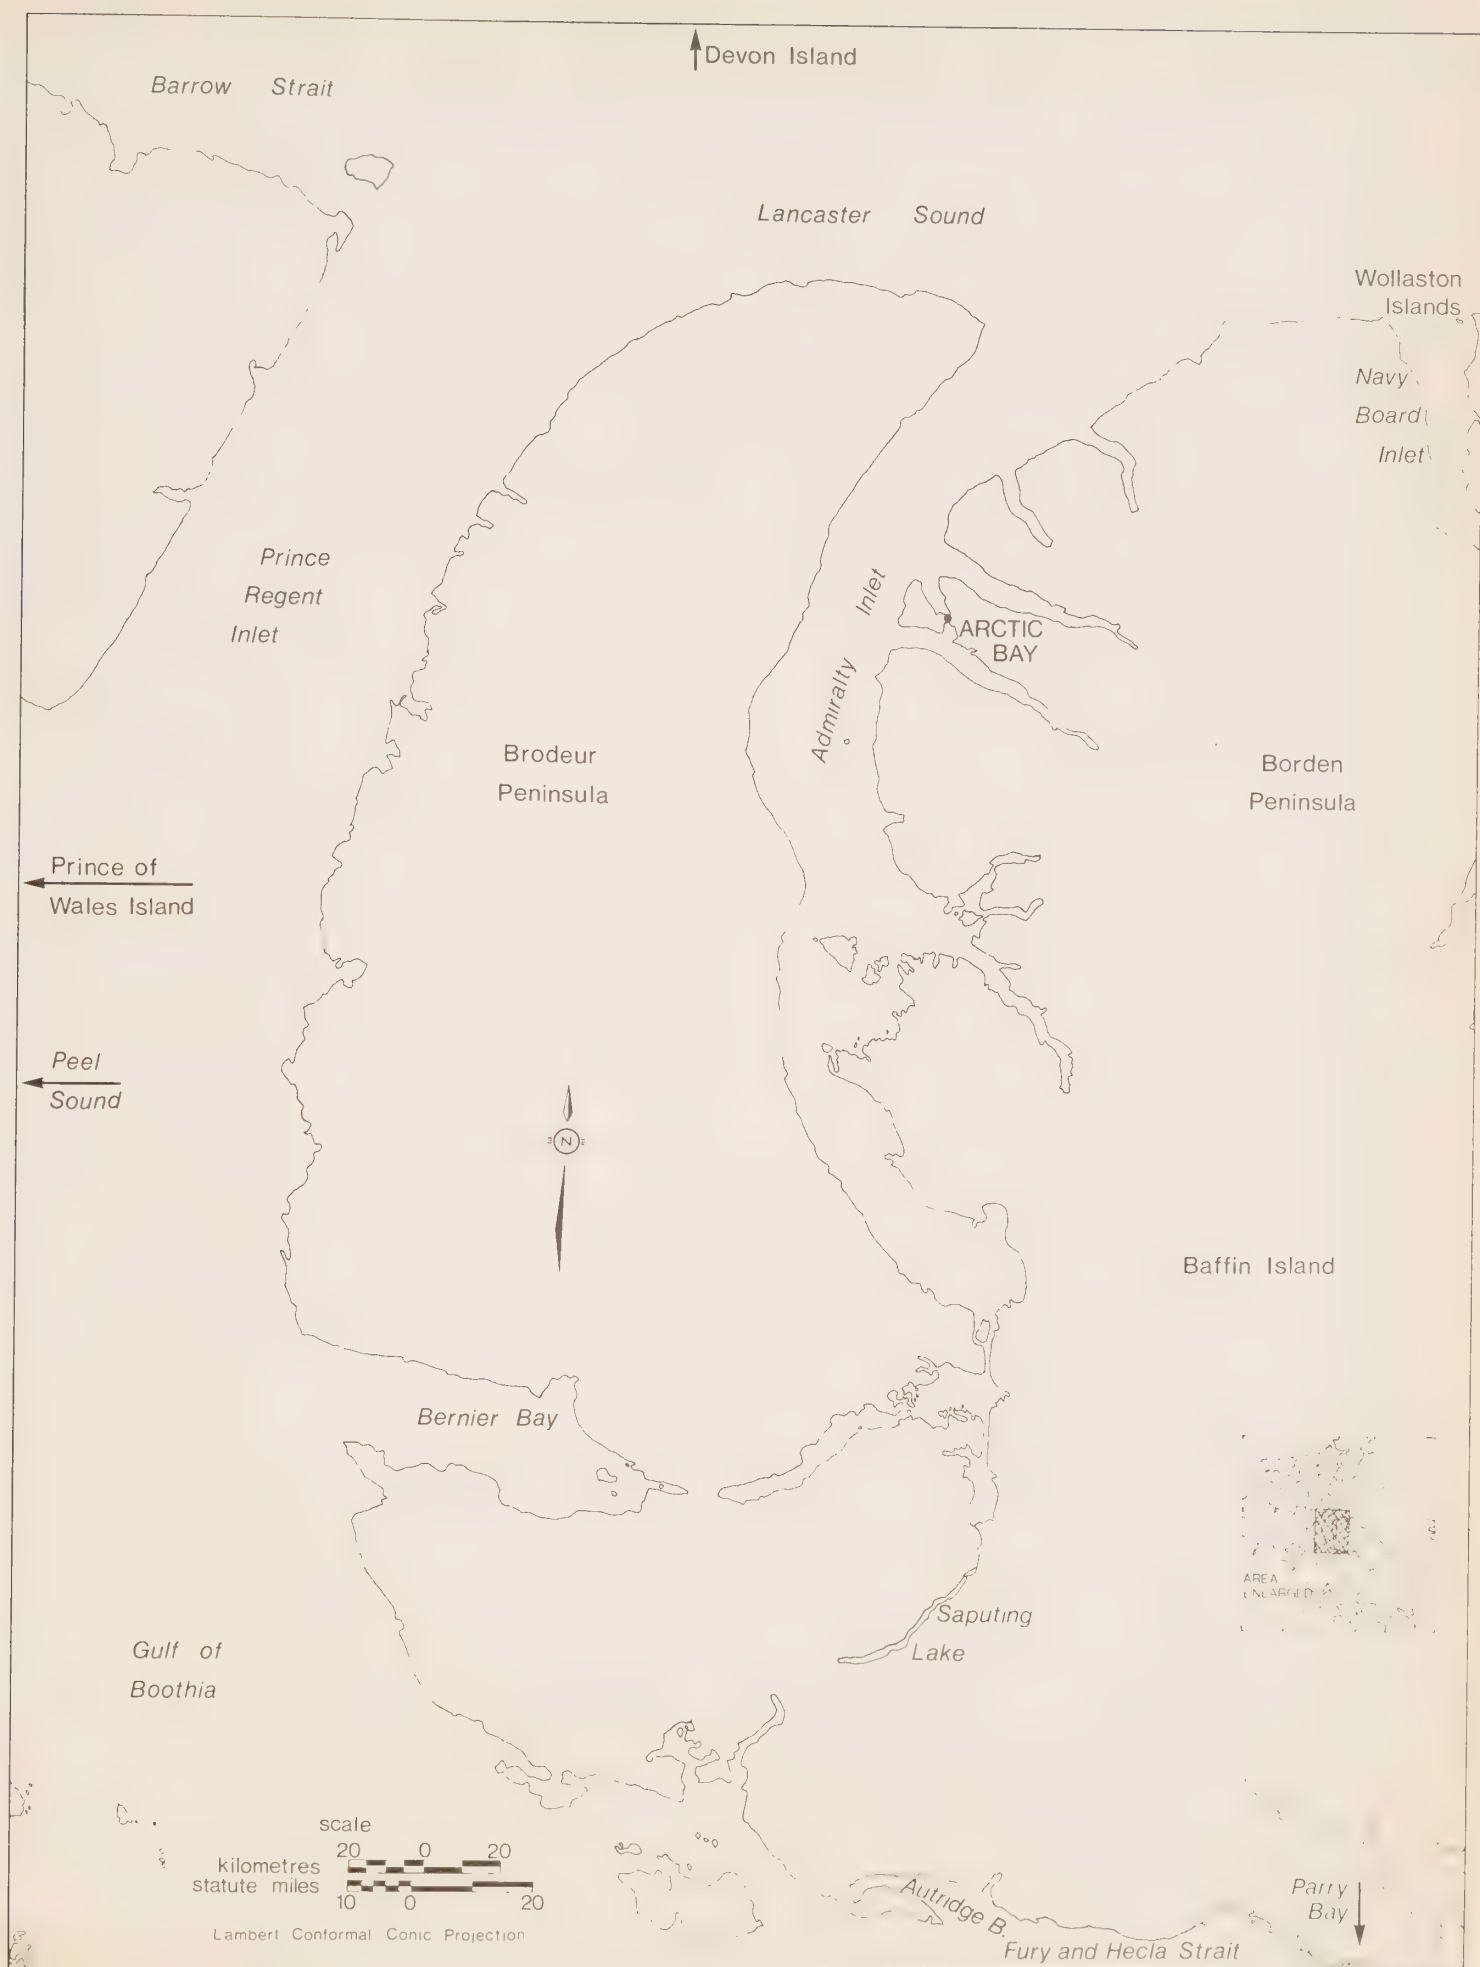 Devon Island
Barrow Strait
Lancaster Sound
Wollaston
Islands
Navy
Board
Inlet
Prince
Regent
Inlet
Inlet
Admiralty
ARCTIC
BAY
Brodeur
Peninsula
Borden
Peninsula
Prince of
Wales Island
Peel
Sound
N
Baffin Island
Bernier Bay
AREA
ENLARGED
Saputing
Lake
Gulf of
Boothia
scale
20 0 20
kilometres
statute miles
10 0 20
Lambert Conformal Conic Projection
Autridge B.
Fury and Hecla Strait
Parry
Bay